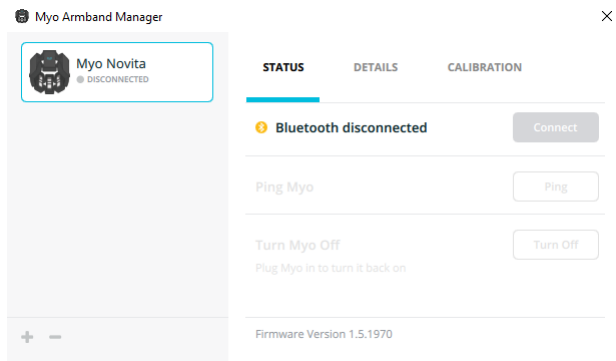 Myo Armband Manager
Myo Novita
DISCONNECTED
STATUS DETAILS CALIBRATION
Bluetooth disconnected Connect
Ping Myo Ping
Turn Myo Off Turn Off
Plug Myo in to turn it back on
Firmware Version 1.5.1970